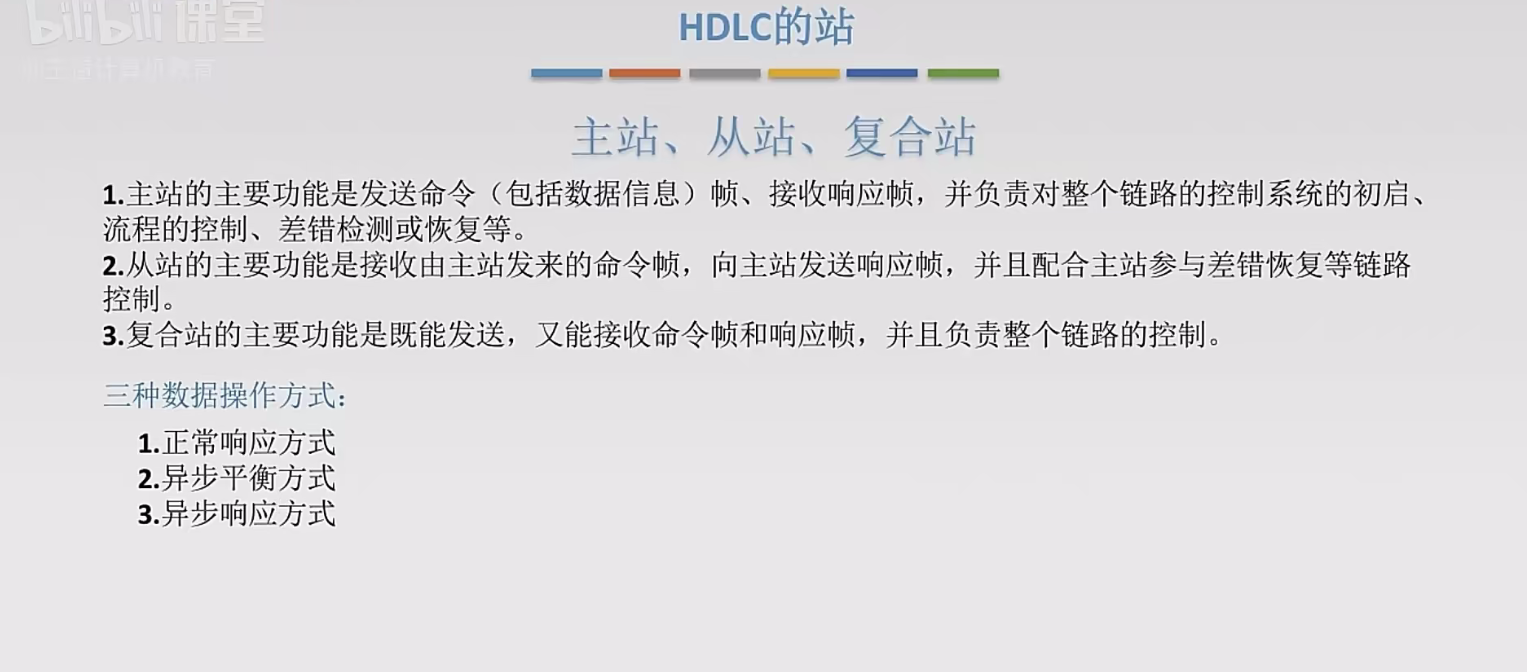 bilibili课堂
@王道计算机教育
HDLC的站
主站、从站、复合站
1.主站的主要功能是发送命令（包括数据信息）帧、接收响应帧，并负责对整个链路的控制系统的初启、
流程的控制、差错检测或恢复等。
2.从站的主要功能是接收由主站发来的命令帧，向主站发送响应帧，并且配合主站参与差错恢复等链路
控制。
3.复合站的主要功能是既能发送，又能接收命令帧和响应帧，并且负责整个链路的控制。
三种数据操作方式：
1.正常响应方式
2.异步平衡方式
3.异步响应方式